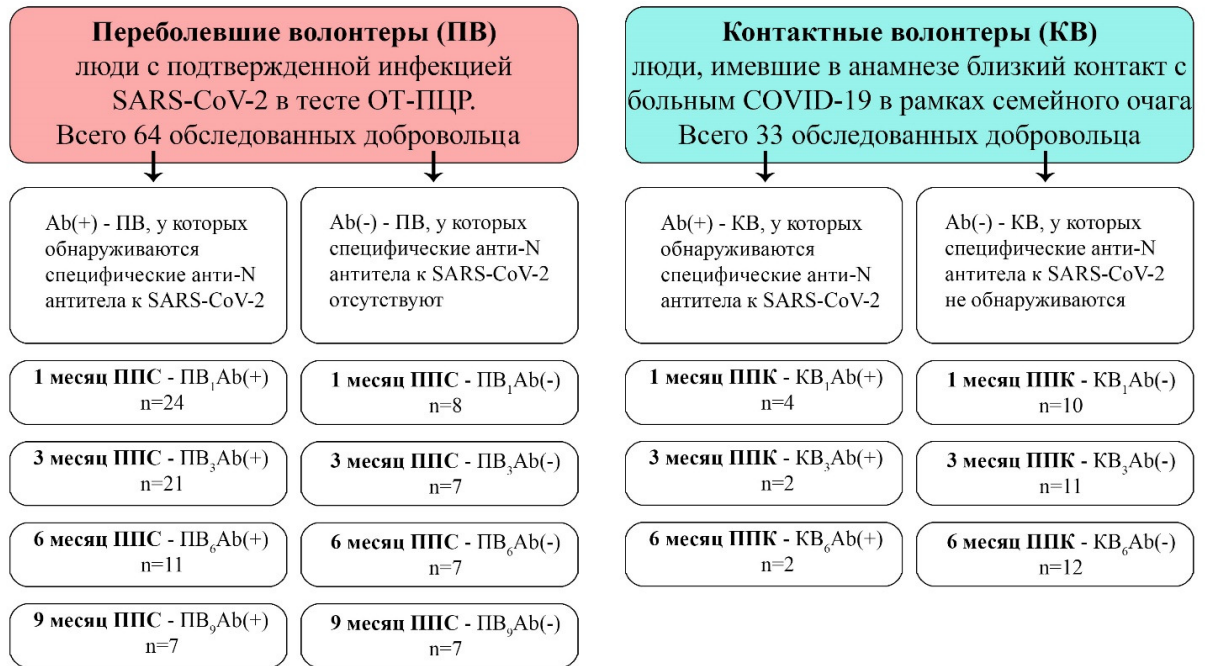 Переболевшие волонтеры (ПВ)
люди с подтвержденной инфекцией
SARS-CoV-2 в тесте ОТ-ПЦР.
Всего 64 обследованных добровольца
Контактные волонтеры (КВ)
люди, имевшие в анамнезе близкий контакт с
больным COVID-19 в рамках семейного очага
Всего 33 обследованных добровольца
Ab(+) - ПВ, у которых
обнаруживаются
специфические анти-N
антитела к SARS-CoV-2
Ab(-) - ПВ, у которых
специфические анти-N
антитела к SARS-CoV-2
отсутствуют
Ab(+) - КВ, у которых
обнаруживаются
специфические анти-N
антитела к SARS-CoV-2
Ab(-) - КВ, у которых
специфические анти-N
антитела к SARS-CoV-2
не обнаруживаются
1 месяц ППС - ПВ₁Ab(+)
n=24
1 месяц ППС - ПВ₁Ab(-)
n=8
1 месяц ППК - КВ₁Ab(+)
n=4
1 месяц ППК - КВ₁Ab(-)
n=10
3 месяц ППС - ПВ₃Ab(+)
n=21
3 месяц ППС - ПВ₃Ab(-)
n=7
3 месяц ППК - КВ₃Ab(+)
n=2
3 месяц ППК - КВ₃Ab(-)
n=11
6 месяц ППС - ПВ₆Ab(+)
n=11
6 месяц ППС - ПВ₆Ab(-)
n=7
6 месяц ППК - КВ₆Ab(+)
n=2
6 месяц ППК - КВ₆Ab(-)
n=12
9 месяц ППС - ПВ₉Ab(+)
n=7
9 месяц ППС - ПВ₉Ab(-)
n=7